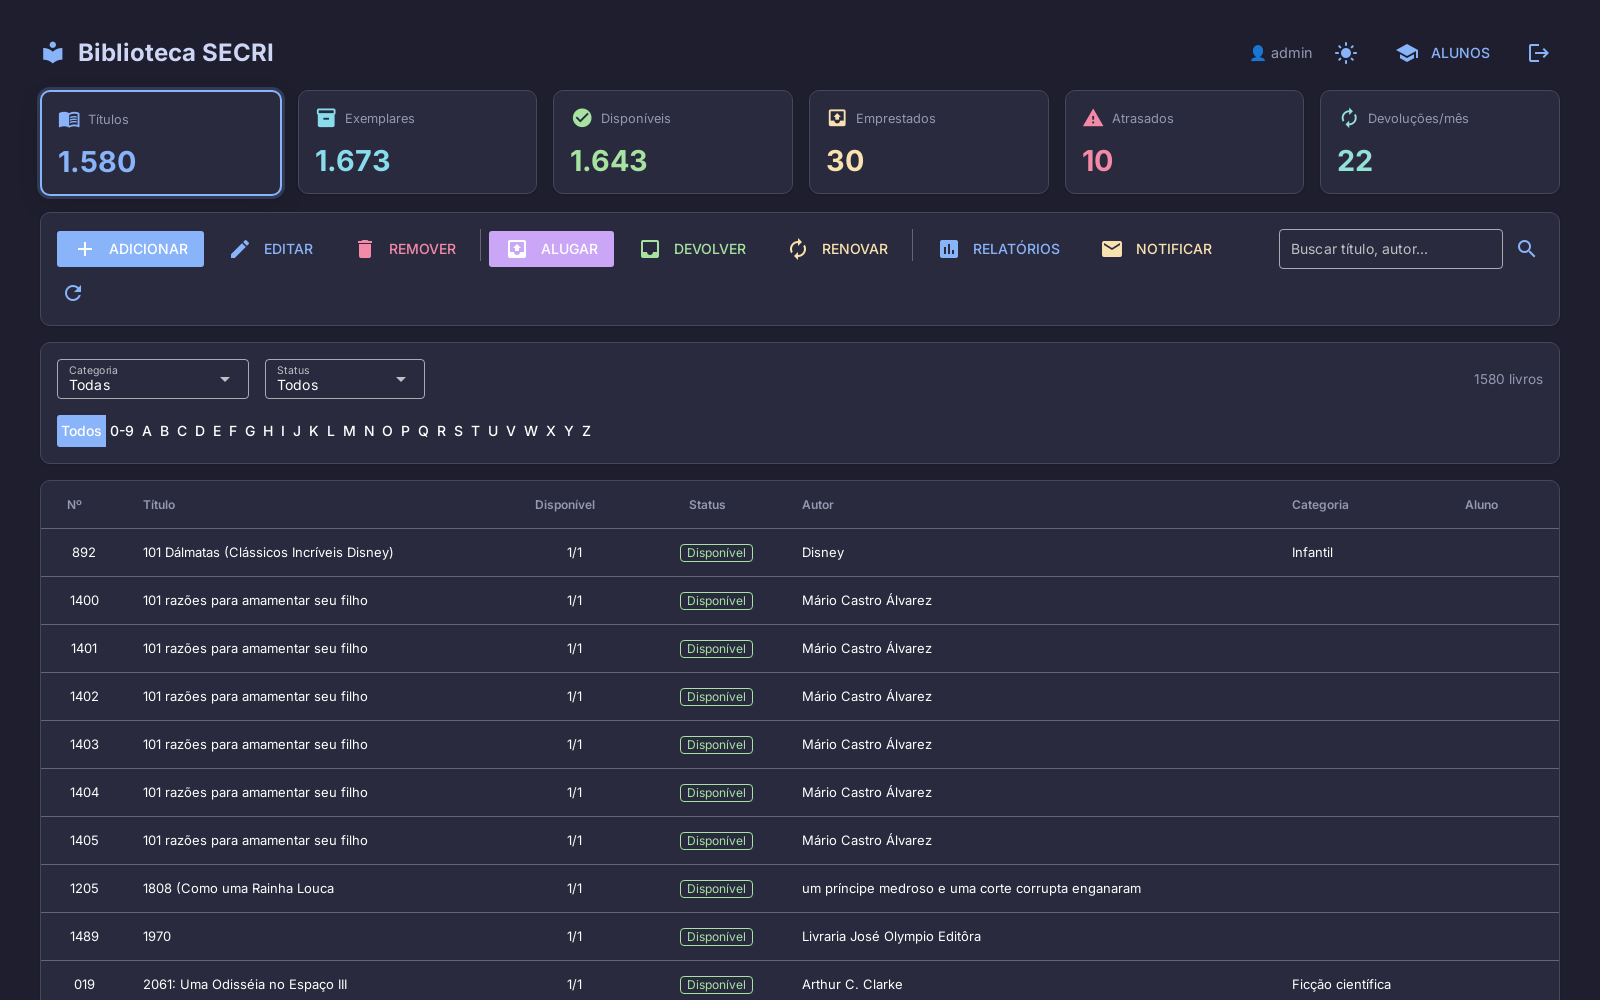 Biblioteca SECRI
admin
ALUNOS
Títulos
1.580
Exemplares
1.673
Disponíveis
1.643
Emprestados
30
Atrasados
10
Devoluções/mês
22
ADICIONAR EDITAR REMOVER ALUGAR DEVOLVER RENOVAR RELATÓRIOS NOTIFICAR
Buscar título, autor...
Categoria
Todas
Status
Todos
1580 livros
Todos 0-9 A B C D E F G H I J K L M N O P Q R S T U V W X Y Z
Nº Título Disponível Status Autor Categoria Aluno
892 101 Dálmatas (Clássicos Incríveis Disney) 1/1 Disponível Disney Infantil
1400 101 razões para amamentar seu filho 1/1 Disponível Mário Castro Álvarez
1401 101 razões para amamentar seu filho 1/1 Disponível Mário Castro Álvarez
1402 101 razões para amamentar seu filho 1/1 Disponível Mário Castro Álvarez
1403 101 razões para amamentar seu filho 1/1 Disponível Mário Castro Álvarez
1404 101 razões para amamentar seu filho 1/1 Disponível Mário Castro Álvarez
1405 101 razões para amamentar seu filho 1/1 Disponível Mário Castro Álvarez
1205 1808 (Como uma Rainha Louca 1/1 Disponível um príncipe medroso e uma corte corrupta enganaram
1489 1970 1/1 Disponível Livraria José Olympio Editôra
019 2061: Uma Odisséia no Espaço III 1/1 Disponível Arthur C. Clarke Ficção científica